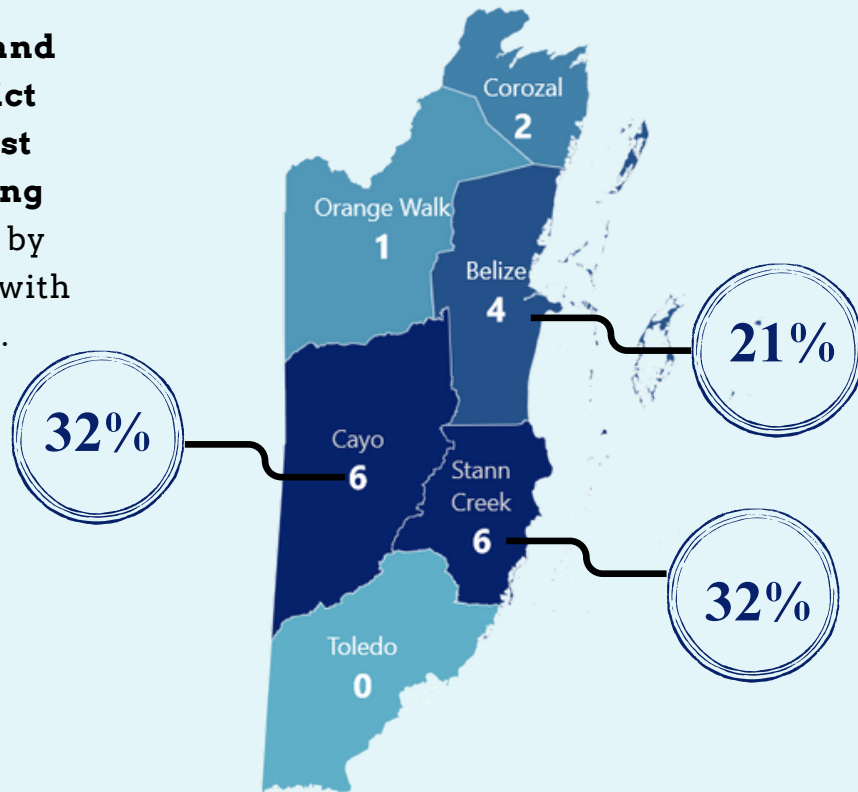 and
ict
st
ng
by
with
.
Corozal
2
Orange Walk
1
Belize
4
21%
32%
Cayo
6
Stann
Creek
6
32%
Toledo
0